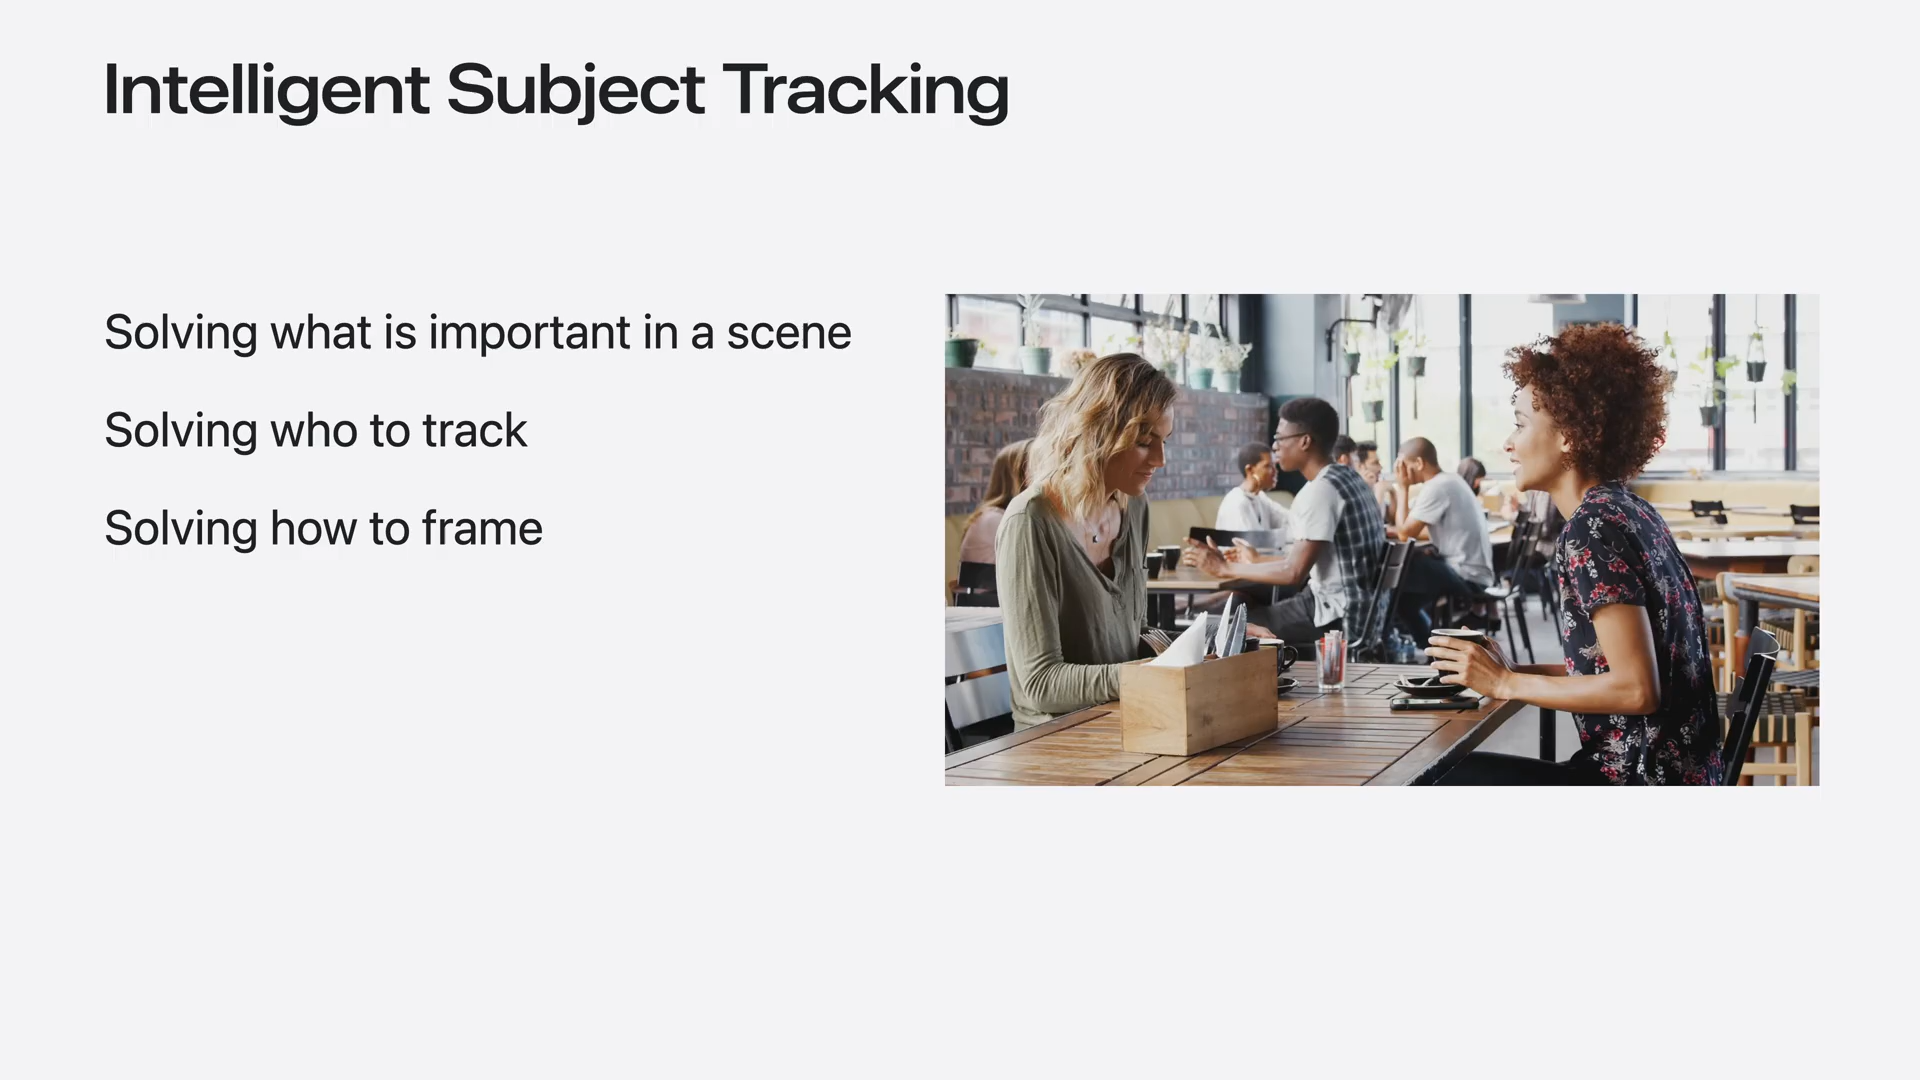 Intelligent Subject Tracking
Solving what is important in a scene
Solving who to track
Solving how to frame